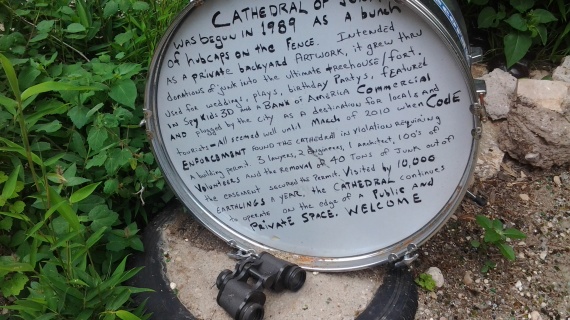 CATHEDRAL OF JUNK
was begun in 1989 AS A bunch
of hubcaps on the FENCE. Intended
AS A private backyard ARTWORK, it grew thru
donations of junk into the ultimate treehouse/fort.
Used for weddings, plays, birthday Partys, featured
in Spy Kids 3D and a BANK of AMERICA COMMERCIAL
AND plugged by the city as a destination for locals and
tourists - All seemed well until MARCH of 2010 when CODE
ENFORCEMENT found the CAthedral in violation requiring
A building permit. 3 lawyers, 2 Engineers, 1 Architect, 100's of
Volunteers And the REMOVAL of 40 Tons of Junk out of
the easement secured the Permit. Visited by 10,000
EARTHLINGS A year, the CATHEDRAL continues
to operate on the edge of a Public and
PRIVATE SPACE. WELCOME